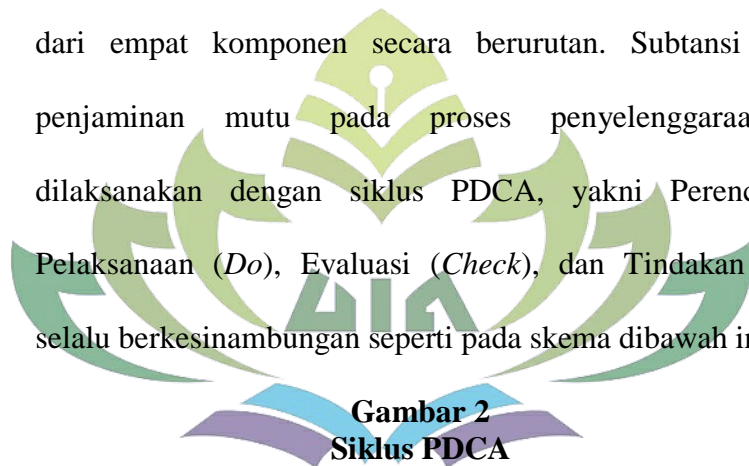 dari empat komponen secara berurutan. Subtansi
penjaminan mutu pada proses penyelenggaraa
dilaksanakan dengan siklus PDCA, yakni Perenc
Pelaksanaan (Do), Evaluasi (Check), dan Tindakan
selalu berkesinambungan seperti pada skema dibawah in
UIA
Gambar 2
Siklus PDCA